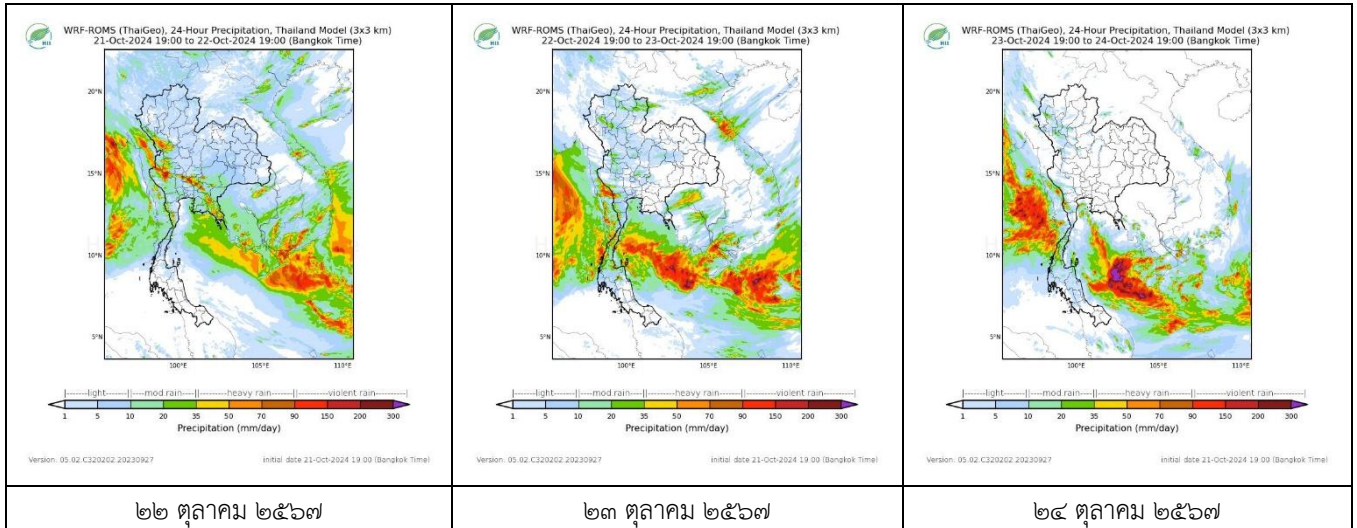 WRF-ROMS (ThaiGeo), 24-Hour Precipitation, Thailand Model (3x3 km)
21-Oct-2024 19:00 to 22-Oct-2024 19:00 (Bangkok Time)
HII
20°N
15°N
10°N
5°N
100°E
105°E
light mod rain heavy rain violent rain
1 5 10 20 35 50 70 90 150 200 300
Precipitation (mm/day)
Version: 05.02.C320202.20230927
initial date 21-Oct-2024 19:00 (Bangkok Time)
๒๒ ตุลาคม ๒๕๖๗
WRF-ROMS (ThaiGeo), 24-Hour Precipitation, Thailand Model (3x3 km)
22-Oct-2024 19:00 to 23-Oct-2024 19:00 (Bangkok Time)
HII
20°N
15°N
10°N
5°N
100°E
105°E
110°E
light mod rain heavy rain violent rain
1 5 10 20 35 50 70 90 150 200 300
Precipitation (mm/day)
Version: 05.02.C320202.20230927
initial date 21-Oct-2024 19:00 (Bangkok Time)
๒๓ ตุลาคม ๒๕๖๗
WRF-ROMS (ThaiGeo), 24-Hour Precipitation, Thailand Model (3x3 km)
23-Oct-2024 19:00 to 24-Oct-2024 19:00 (Bangkok Time)
HII
20°N
15°N
10°N
5°N
100°E
105°E
110°E
light mod rain heavy rain violent rain
1 5 10 20 35 50 70 90 150 200 300
Precipitation (mm/day)
Version: 05.02.C320202.20230927
initial date 21-Oct-2024 19:00 (Bangkok Time)
๒๔ ตุลาคม ๒๕๖๗